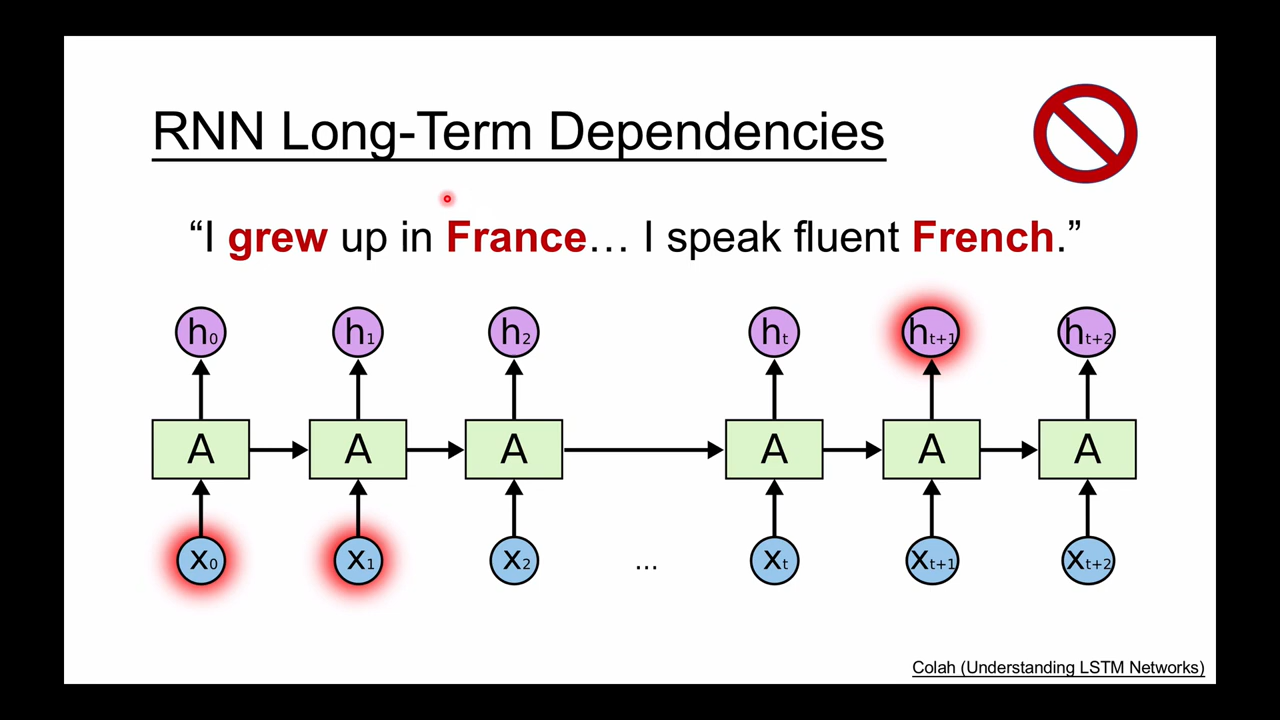 RNN Long-Term Dependencies
“I grew up in France… I speak fluent French.”
h0 h1 h2 ht ht+1 ht+2
A A A A A A
x0 x1 x2 ... xt xt+1 xt+2
Colah (Understanding LSTM Networks)